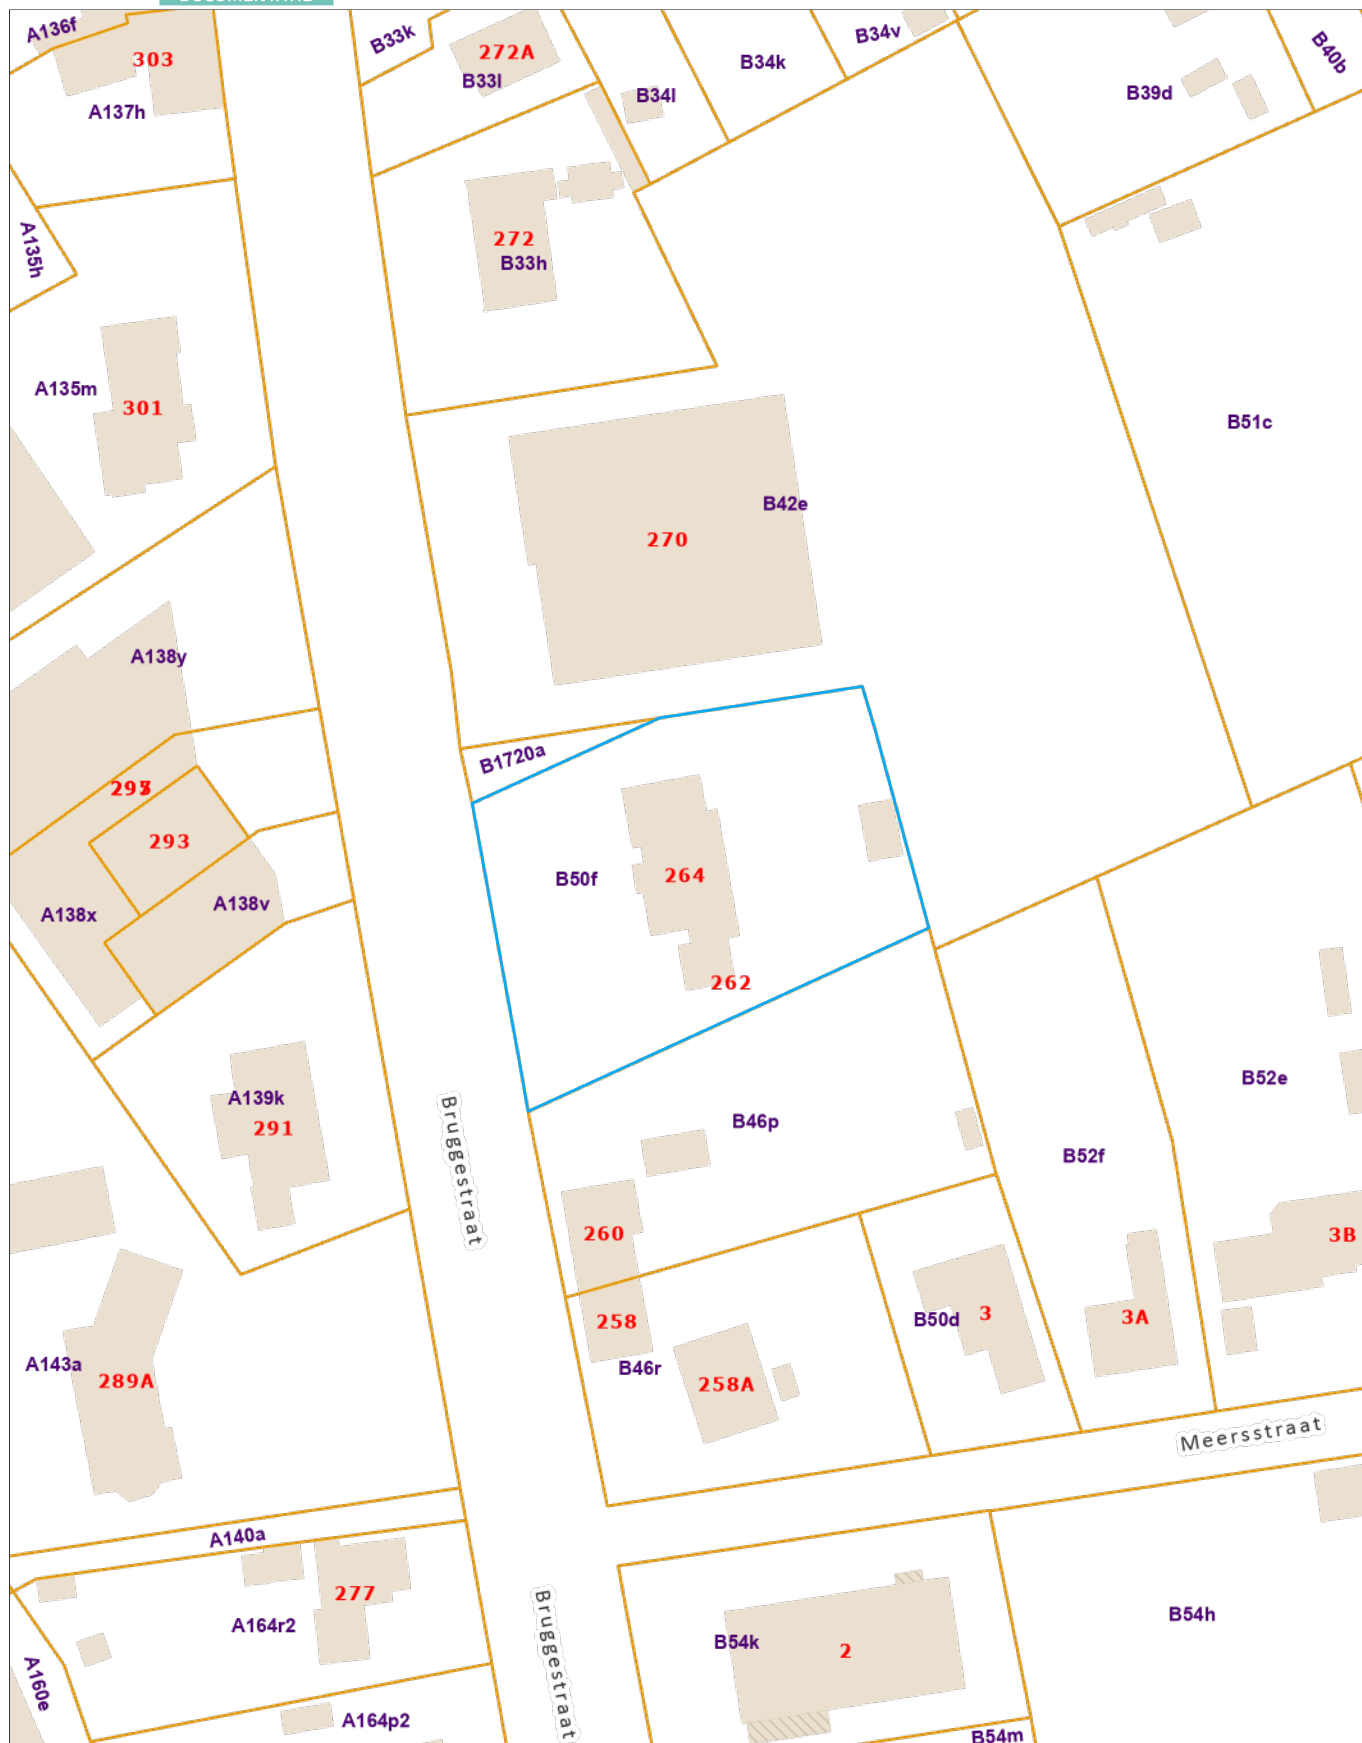 A136f
303
A137h
B33k
272A
B33l
B34l
B34k
B34v
B39d
B40b
A135h
272
B33h
A135m
301
B51c
B42e
270
A138y
B1720a
293
A138x
A138v
B50f
264
262
A139k
291
Bruggestraat
B46p
B52f
B52e
260
258
B46r
258A
B50d
3
3A
3B
A143a
289A
Meersstraat
A140a
277
A164r2
A160e
A164p2
Bruggestraat
B54k
2
B54h
B54m